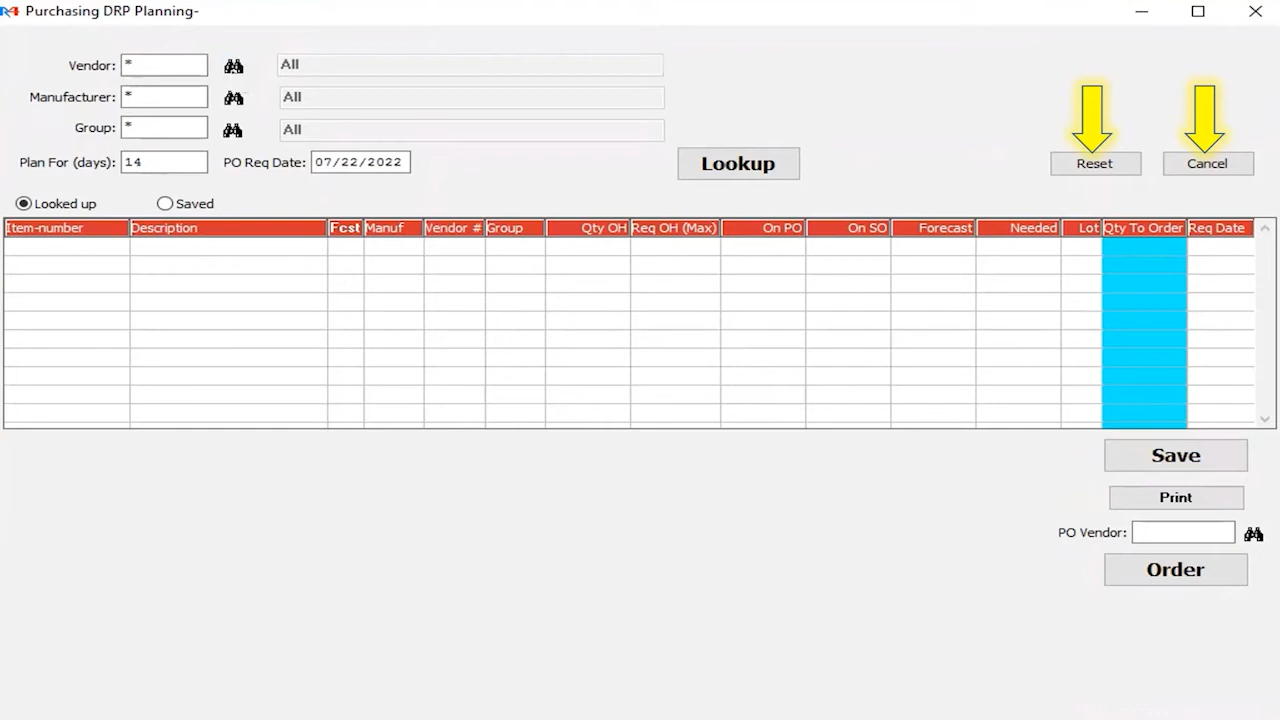 R4 Purchasing DRP Planning-
Vendor: * All
Manufacturer: * All
Group: * All
Plan For (days): 14 PO Req Date: 07/22/2022 Lookup Reset Cancel
Looked up Saved
Item-number Description Fcst Manuf Vendor # Group Qty OH Req OH (Max) On PO On SO Forecast Needed Lot Qty To Order Req Date
Save
Print
PO Vendor:
Order